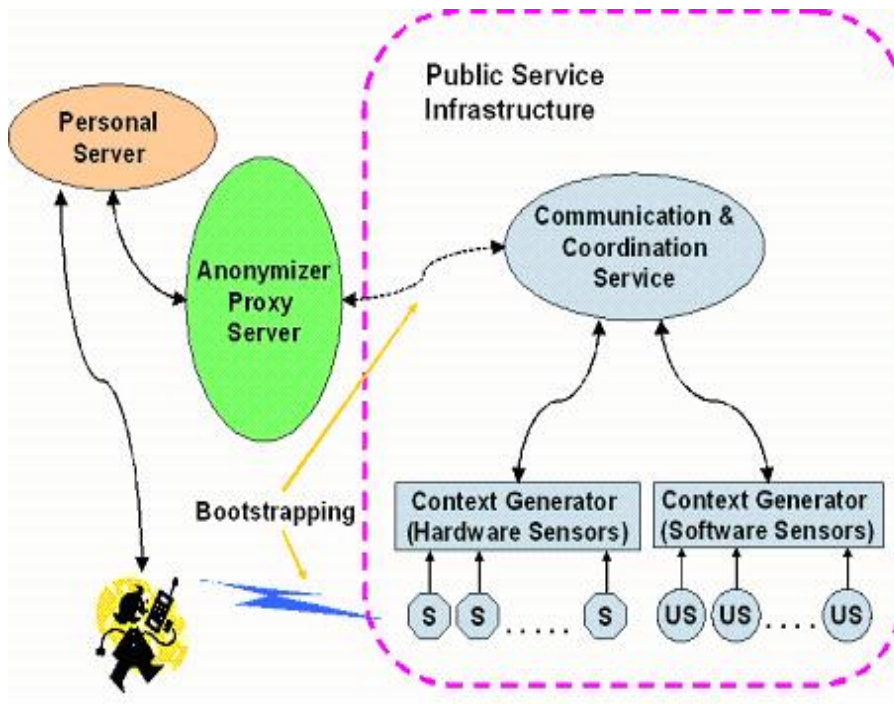 Public Service
Infrastructure
Personal
Server
Anonymizer
Proxy
Server
Communication &
Coordination
Service
Bootstrapping
Context Generator
(Hardware Sensors)
Context Generator
(Software Sensors)
S S ..... S
US US .... US